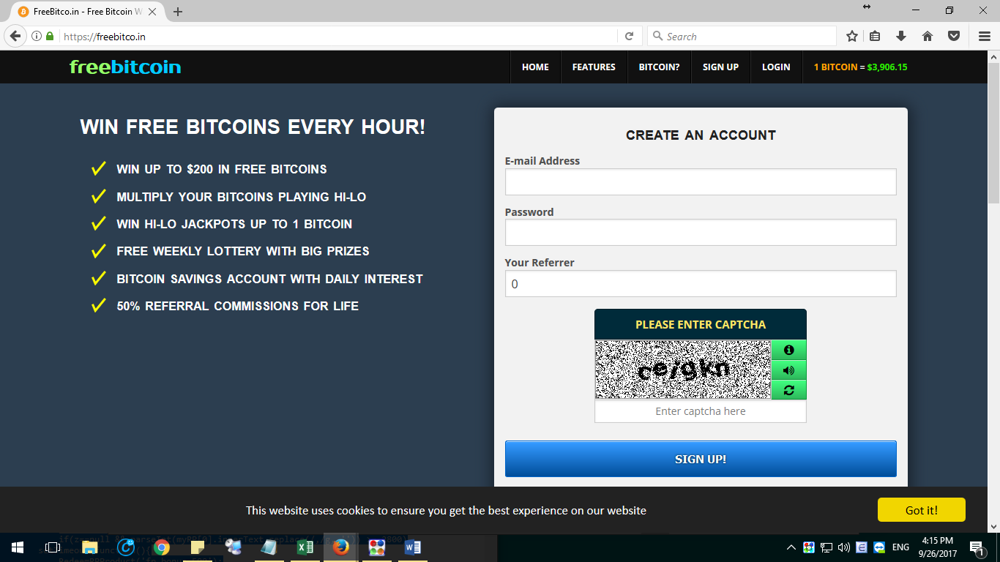 FreeBitco.in - Free Bitcoin W
https://freebitco.in
Search
freebitcoin
HOME
FEATURES
BITCOIN?
SIGN UP
LOGIN
1 BITCOIN = $3,906.15
WIN FREE BITCOINS EVERY HOUR!
WIN UP TO $200 IN FREE BITCOINS
MULTIPLY YOUR BITCOINS PLAYING HI-LO
WIN HI-LO JACKPOTS UP TO 1 BITCOIN
FREE WEEKLY LOTTERY WITH BIG PRIZES
BITCOIN SAVINGS ACCOUNT WITH DAILY INTEREST
50% REFERRAL COMMISSIONS FOR LIFE
CREATE AN ACCOUNT
E-mail Address
Password
Your Referrer
0
PLEASE ENTER CAPTCHA
ceigkn
Enter captcha here
SIGN UP!
This website uses cookies to ensure you get the best experience on our website
Got it!
ENG
4:15 PM
9/26/2017
1